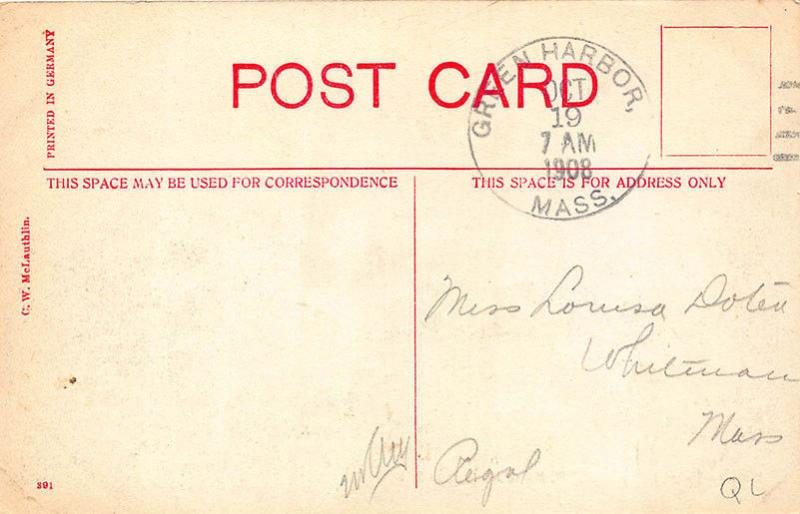 PRINTED IN GERMANY
POST CARD
GREEN HARBOR,
OCT
19
7 AM
1908
MASS.
THIS SPACE MAY BE USED FOR CORRESPONDENCE
THIS SPACE IS FOR ADDRESS ONLY
C. W. McLauthlin.
Miss Louisa Doten
Whitman
Mass
Regal
391
QL